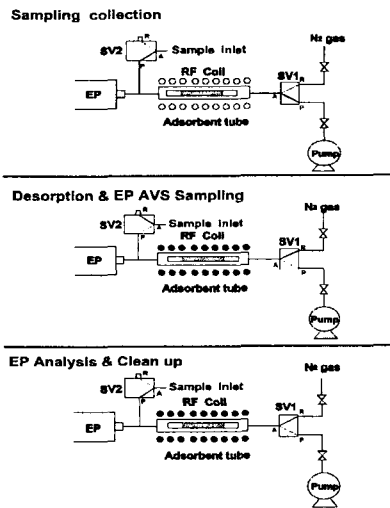 Sampling collection
N2 gas
R
SV2
Sample Inlet
A
P
RF Coil
SV1
R
EP
A
P
Adsorbent tube
Pump
Desorption & EP AVS Sampling
N2 gas
R
SV2
Sample Inlet
A
P
RF Coil
SV1
R
EP
A
P
Adsorbent tube
Pump
EP Analysis & Clean up
N2 gas
R
SV2
Sample Inlet
A
P
RF Coil
SV1
R
EP
A
P
Adsorbent tube
Pump